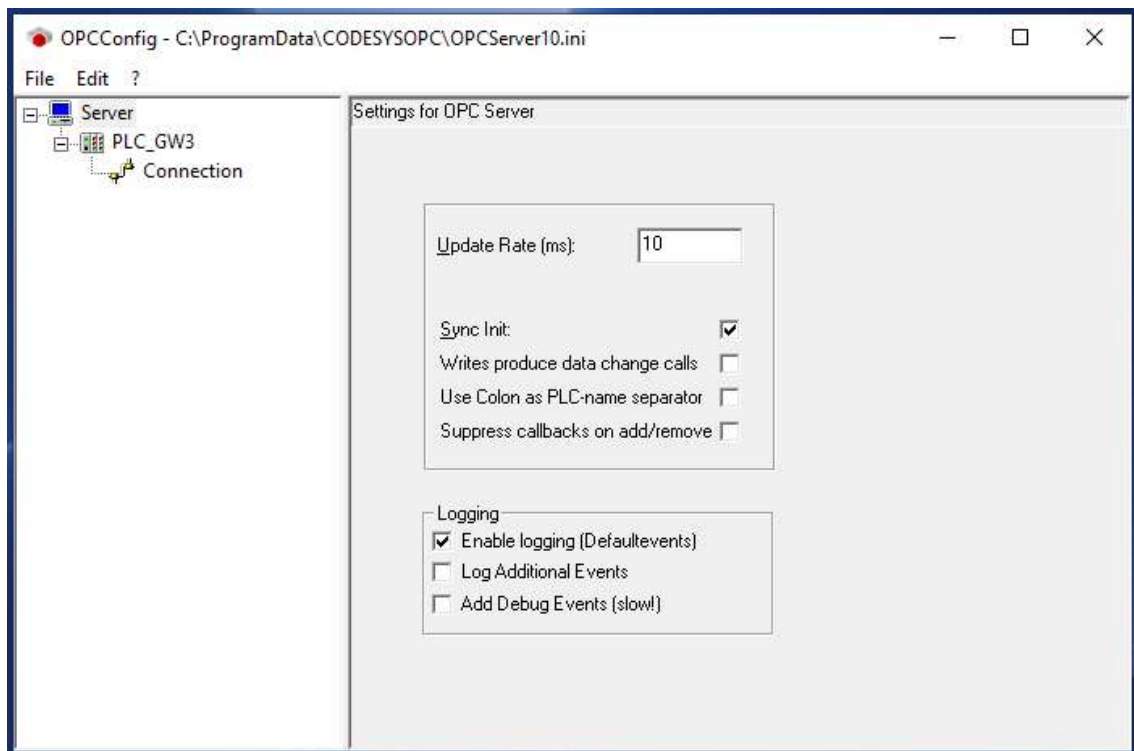 OPCConfig - C:\ProgramData\CODESYSOPC\OPCServer10.ini
File Edit ?
Server
PLC_GW3
Connection
Settings for OPC Server
Update Rate (ms): 10
Sync Init:
Writes produce data change calls
Use Colon as PLC-name separator
Suppress callbacks on add/remove
Logging
Enable logging (Defaultevents)
Log Additional Events
Add Debug Events (slow!)